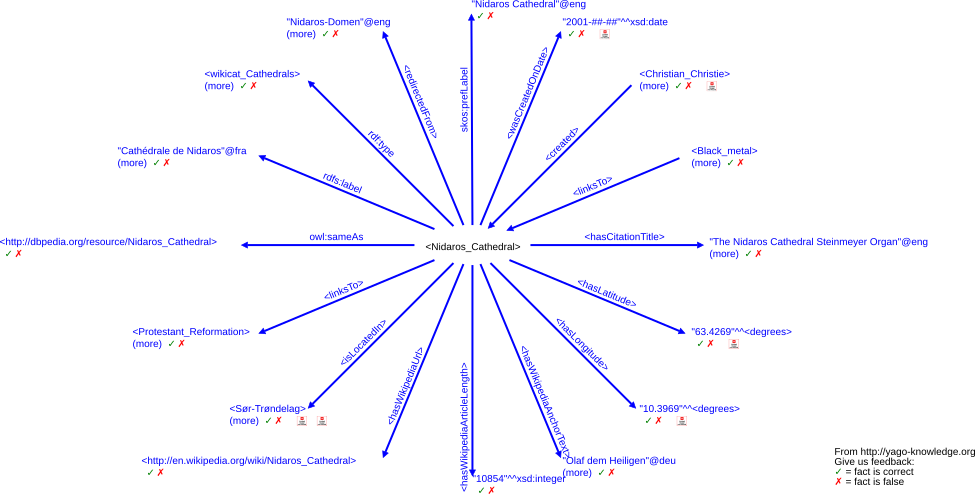 "Nidaros Cathedral"@eng
✓ ✗
"Nidaros-Domen"@eng
(more) ✓ ✗
"2001-##-##"^^xsd:date
✓ ✗
<wikicat_Cathedrals>
(more) ✓ ✗
<Christian_Christie>
(more) ✓ ✗
"Cathédrale de Nidaros"@fra
(more) ✓ ✗
<Black_metal>
(more) ✓ ✗
<redirectedFrom>
skos:prefLabel
<wasCreatedOnDate>
rdf:type
<created>
rdfs:label
<linksTo>
<http://dbpedia.org/resource/Nidaros_Cathedral>
✓ ✗
owl:sameAs
<Nidaros_Cathedral>
<hasCitationTitle>
"The Nidaros Cathedral Steinmeyer Organ"@eng
(more) ✓ ✗
<linksTo>
<hasLatitude>
<Protestant_Reformation>
(more) ✓ ✗
"63.4269"^^<degrees>
✓ ✗
<isLocatedIn>
<hasWikipediaUrl>
<hasWikipediaArticleLength>
<hasWikipediaAnchorText>
<hasLongitude>
<Sør-Trøndelag>
(more) ✓ ✗
"10.3969"^^<degrees>
✓ ✗
<http://en.wikipedia.org/wiki/Nidaros_Cathedral>
✓ ✗
"10854"^^xsd:integer
✓ ✗
"Olaf dem Heiligen"@deu
(more) ✓ ✗
From http://yago-knowledge.org
Give us feedback:
✓ = fact is correct
✗ = fact is false